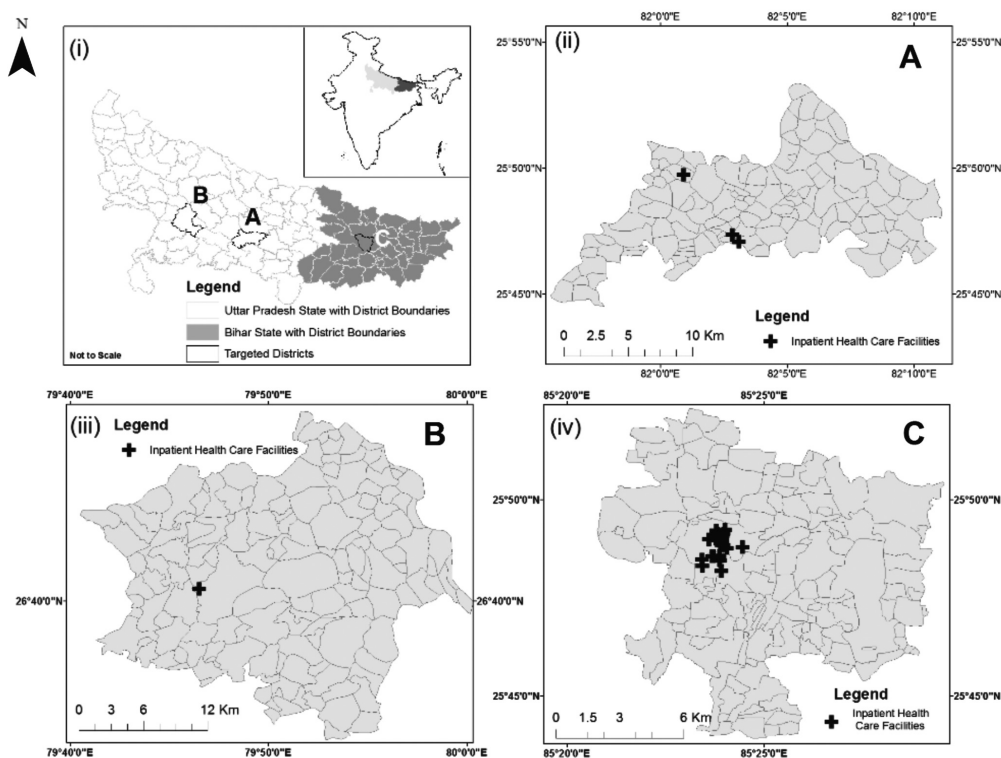 N
(i)
B
A
C
Legend
Uttar Pradesh State with District Boundaries
Bihar State with District Boundaries
Targeted Districts
Not to Scale
82°0'0"E 82°5'0"E 82°10'0"E
(ii)
A
25°55'0"N 25°55'0"N
25°50'0"N 25°50'0"N
25°45'0"N 25°45'0"N
Legend
Inpatient Health Care Facilities
0 2.5 5 10 Km
82°0'0"E 82°5'0"E 82°10'0"E
79°40'0"E 79°50'0"E 80°0'0"E
(iii)
Legend
Inpatient Health Care Facilities
B
26°40'0"N 26°40'0"N
0 3 6 12 Km
79°40'0"E 79°50'0"E 80°0'0"E
85°20'0"E 85°25'0"E
(iv)
C
25°50'0"N 25°50'0"N
25°45'0"N 25°45'0"N
Legend
Inpatient Health
Care Facilities
0 1.5 3 6 Km
85°20'0"E 85°25'0"E